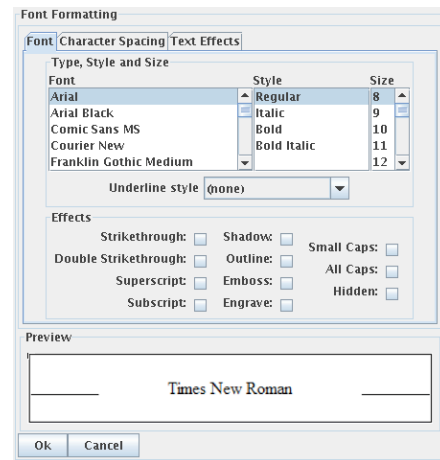 Font Formatting
Font Character Spacing Text Effects
Type, Style and Size
Font Style Size
Arial Regular 8
Arial Black Italic 9
Comic Sans MS Bold 10
Courier New Bold Italic 11
Franklin Gothic Medium 12
Underline style (none)
Effects
Strikethrough: Shadow: Small Caps:
Double Strikethrough: Outline: All Caps:
Superscript: Emboss: Hidden:
Subscript: Engrave:
Preview
Times New Roman
Ok Cancel